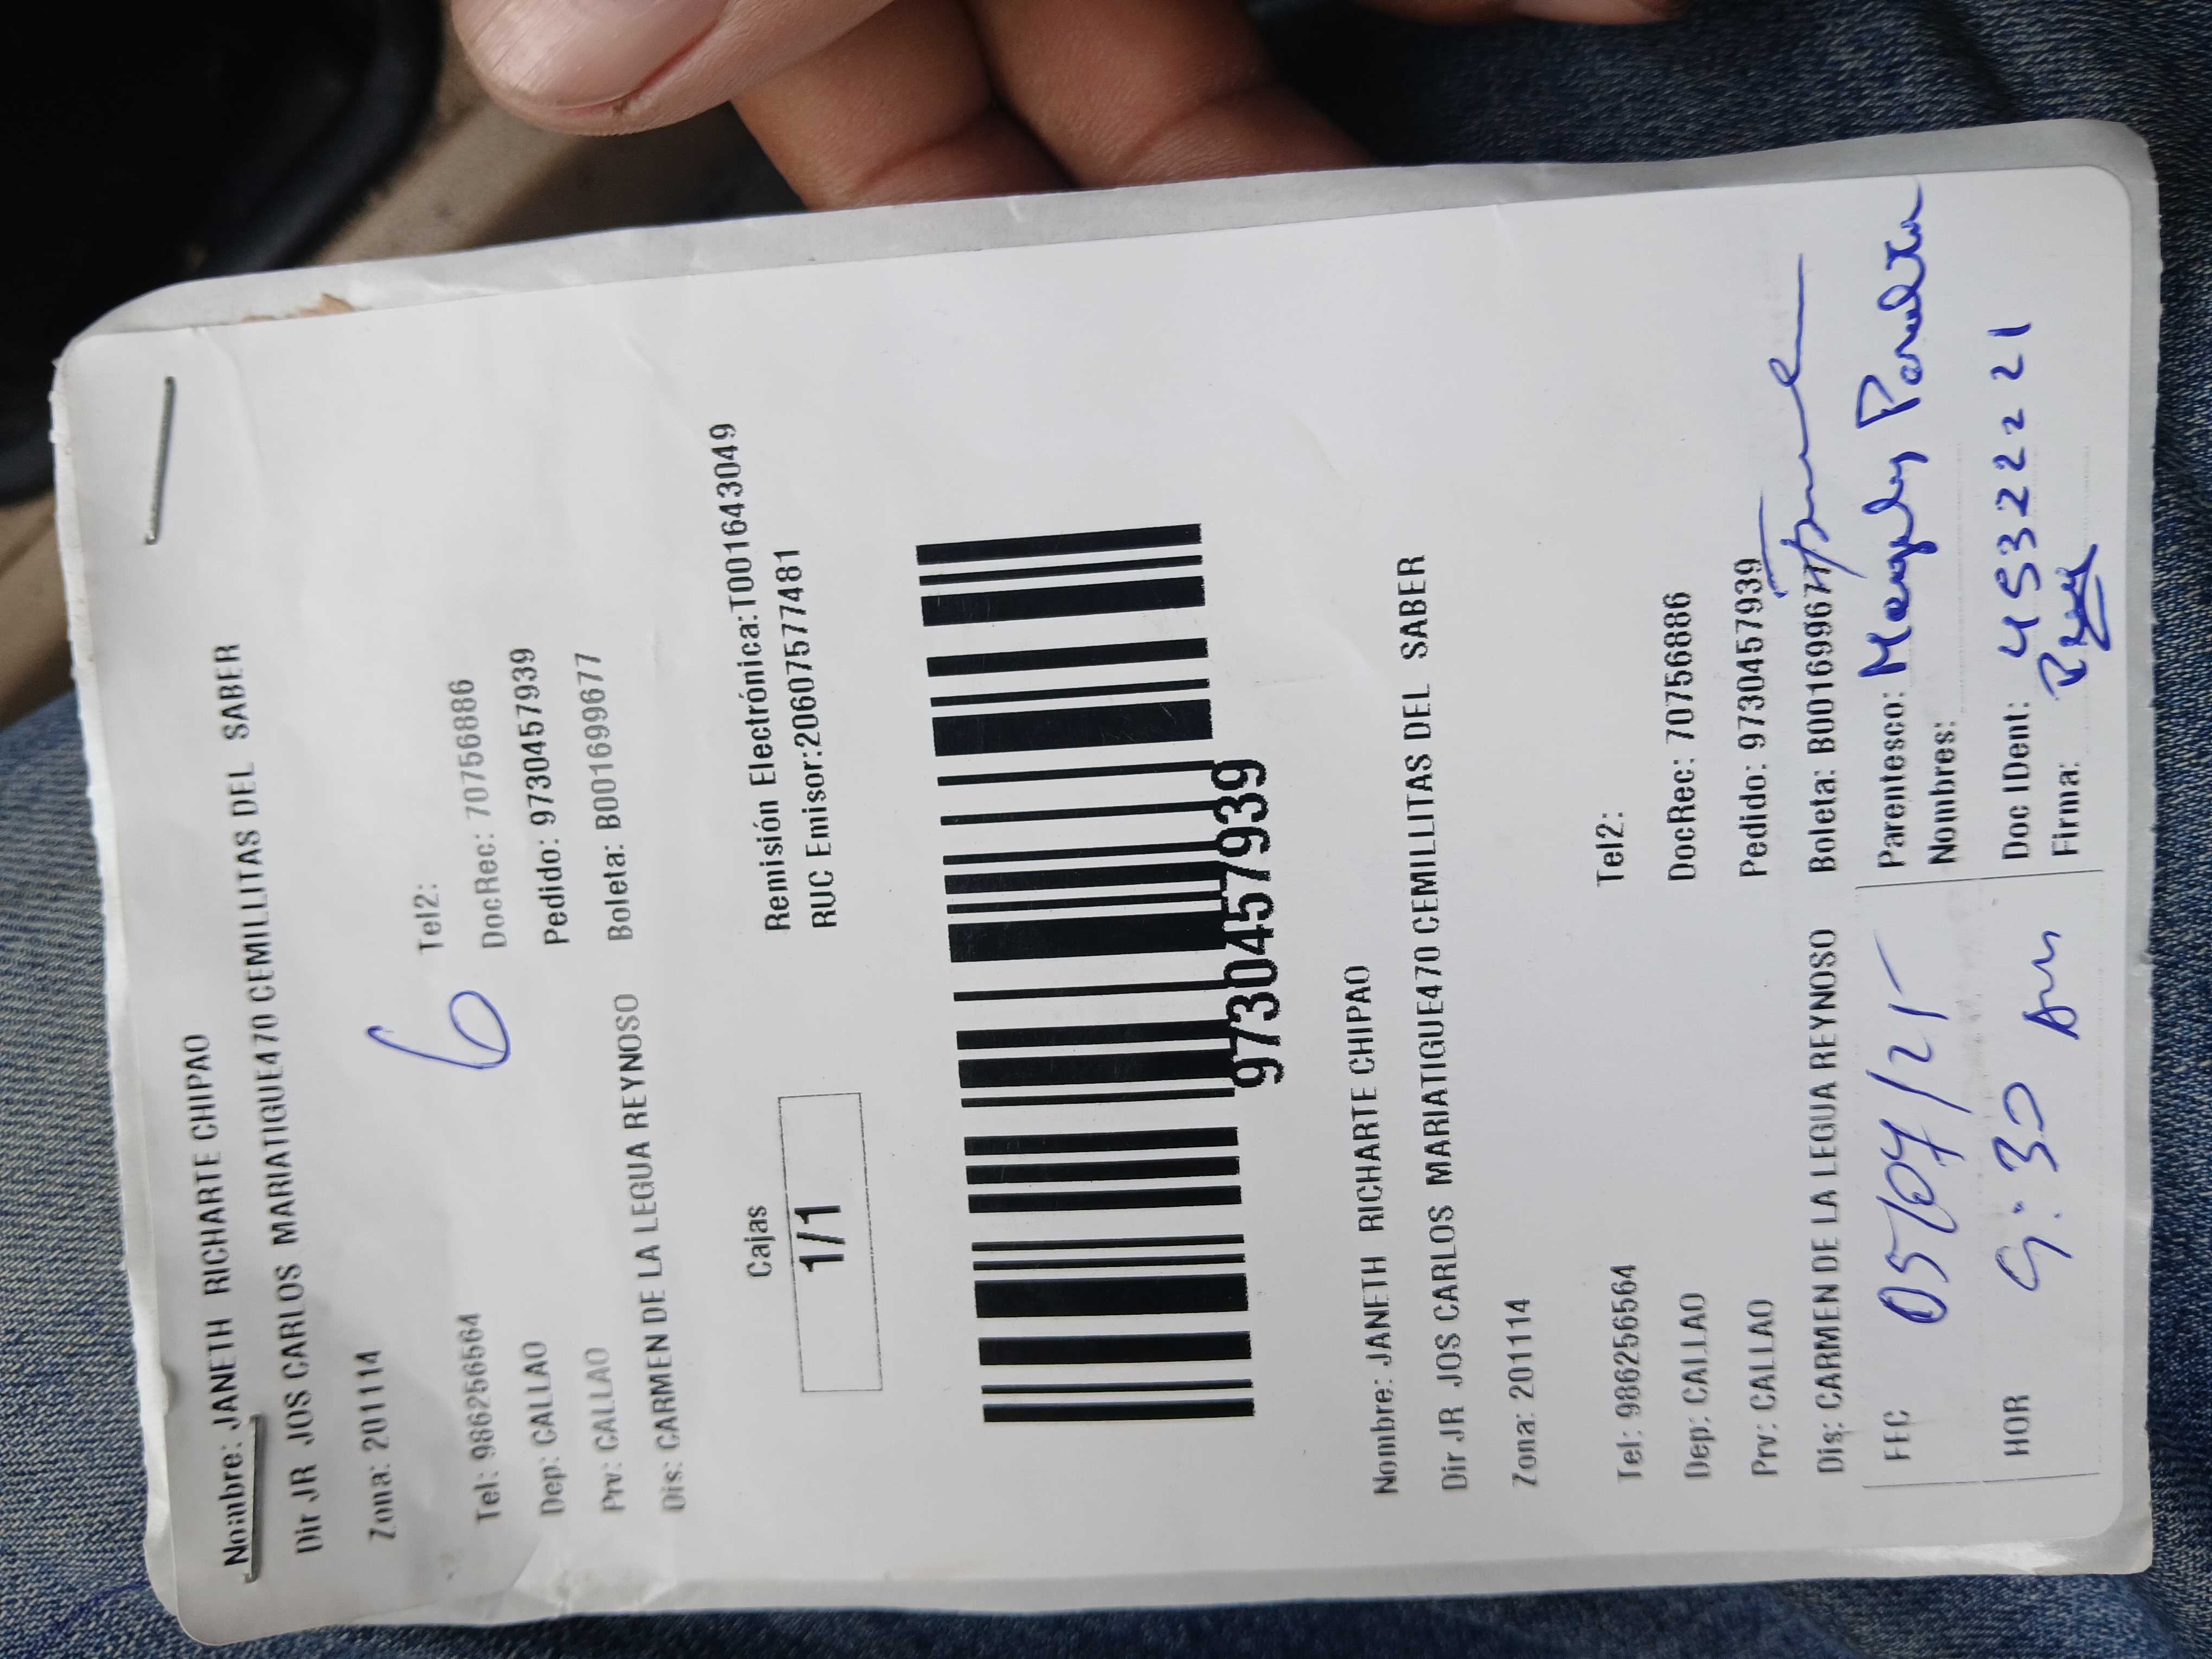 Nombre: JANETH RICHARTE CHIPAO
Dir JR JOS CARLOS MARIATIGUE470 CEMILLITAS DEL SABER
Zona: 201114
6
Tel: 986256564 Tel2:
Dep: CALLAO DocRec: 70756886
Prv: CALLAO Pedido: 9730457939
Dis: CARMEN DE LA LEGUA REYNOSO Boleta: B001699677
Cajas Remisión Electrónica:T001643049
1/1 RUC Emisor:20607577481
9730457939
Nombre: JANETH RICHARTE CHIPAO
Dir JR JOS CARLOS MARIATIGUE470 CEMILLITAS DEL SABER
Zona: 201114
Tel: 986256564 Tel2:
Dep: CALLAO DocRec: 70756886
Prv: CALLAO Pedido: 9730457939
Dis: CARMEN DE LA LEGUA REYNOSO Boleta: B001699677
FEC 05/07/21 Parentesco:
Nombres:
HOR 9:30 am Doc IDent: 45322221
Firma: